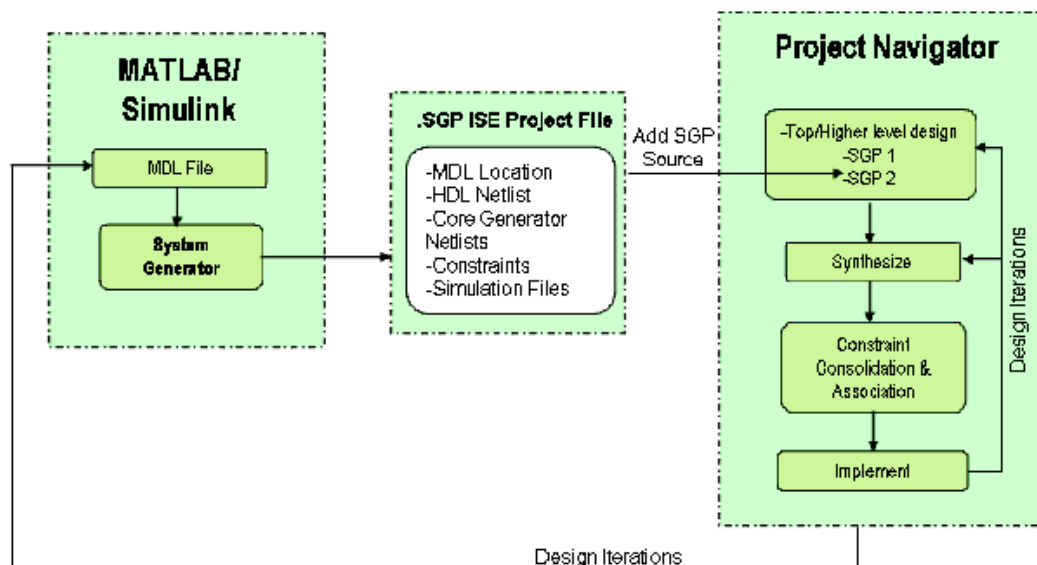 MATLAB/
Simulink
MDL File
System
Generator
.SGP ISE Project File
-MDL Location
-HDL Netlist
-Core Generator
Netlists
-Constraints
-Simulation Files
Add SGP
Source
Project Navigator
-Top/Higher level design
-SGP 1
-SGP 2
Synthesize
Constraint
Consolidation &
Association
Implement
Design Iterations
Design Iterations